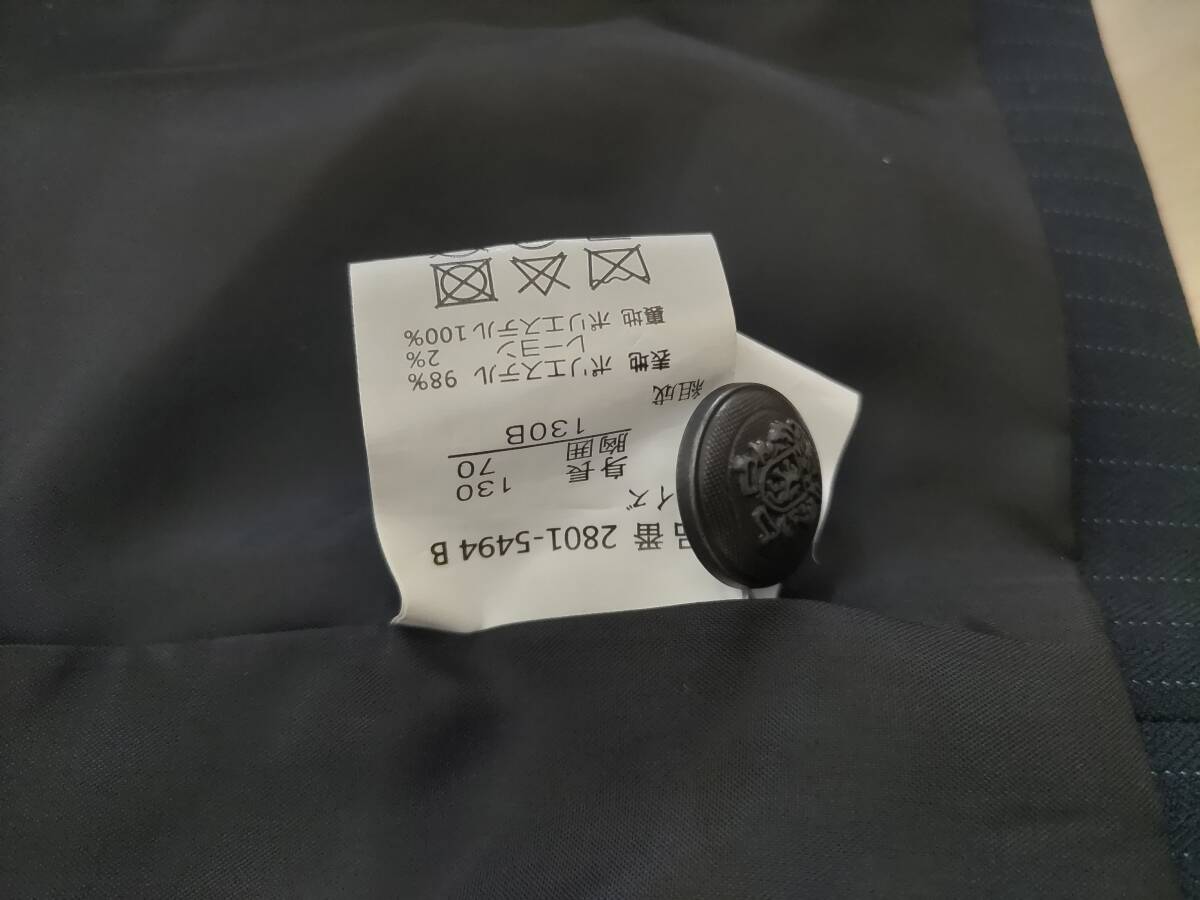 品番 2801-5494 B
イズ
身長 130
胸囲 70
130B
組成
表地 ポリエステル 98%
レーヨン 2%
裏地 ポリエステル 100%